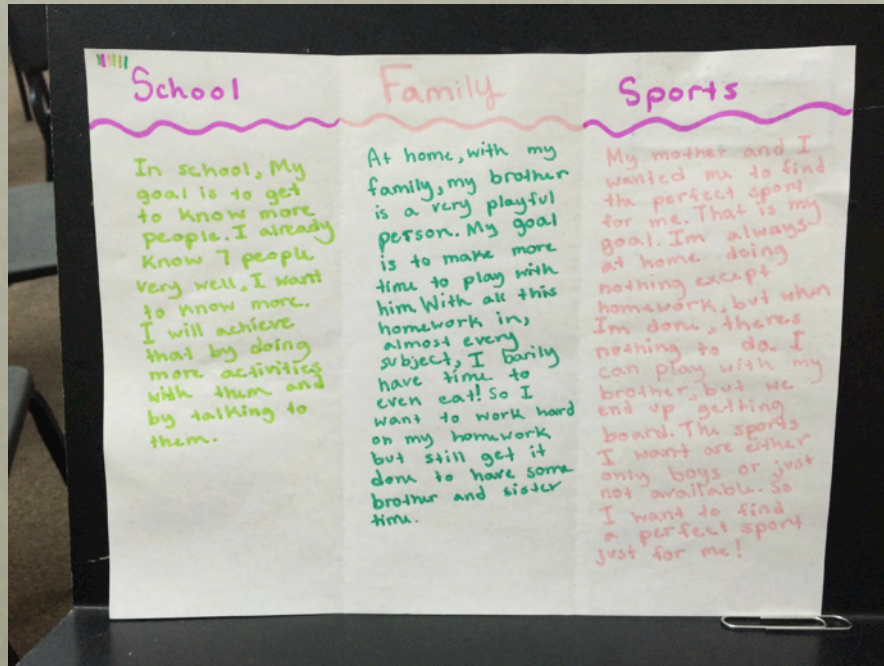 School
In school, My
goal is to get
to know more
people. I already
know 7 people
very well, I want
to know more.
I will achieve
that by doing
more activities
with them and
by talking to
them.
Family
At home, with my
family, my brother
is a very playful
person. My goal
is to make more
time to play with
him. With all this
homework in,
almost every
subject, I barily
have time to
even eat! So I
want to work hard
on my homework
but still get it
done to have some
brother and sister
time.
Sports
My mother and I
wanted me to find
the perfect sport
for me. That is my
goal. Im always
at home doing
nothing except
homework, but when
Im done, theres
nothing to do. I
can play with my
brother, but we
end up getting
board. The sports
I want are either
only boys or just
not available. So
I want to find
a perfect sport
just for me!